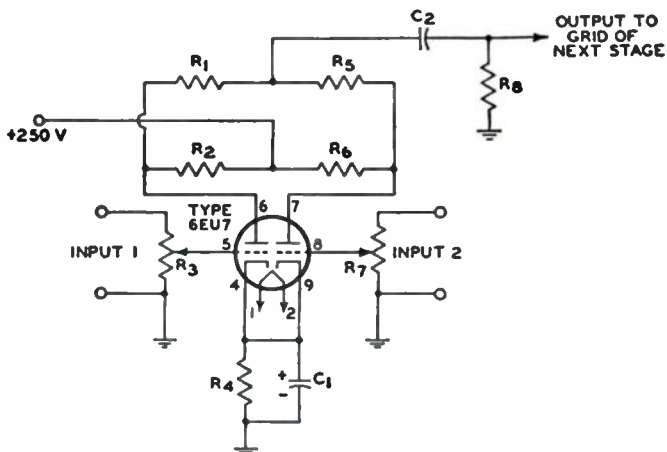 C2
OUTPUT TO
GRID OF
NEXT STAGE
R1
R5
R8
+250 V
R2
R6
TYPE
6EU7
6
7
INPUT 1
5
8
INPUT 2
R3
R7
4
9
1
2
R4
+
-
C1